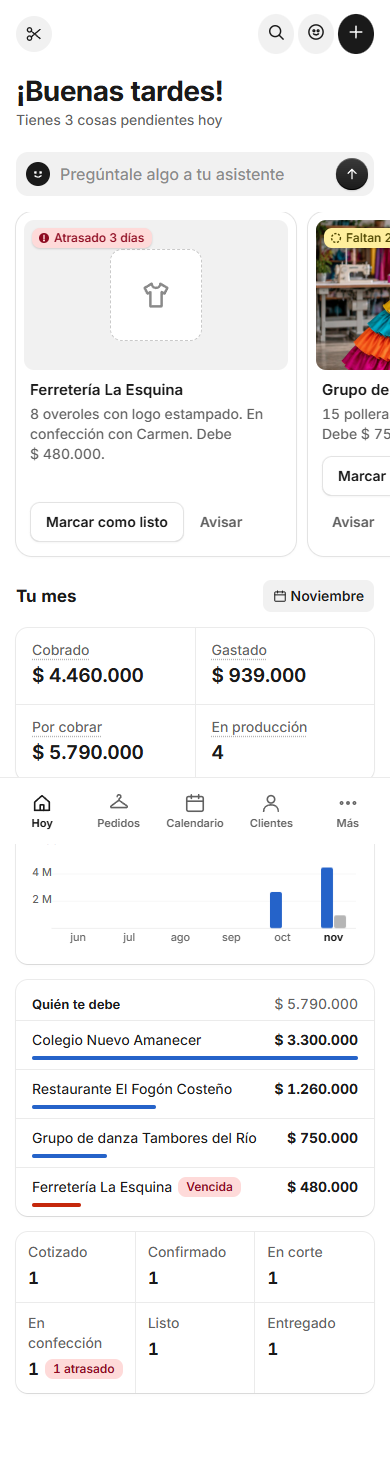 ¡Buenas tardes!
Tienes 3 cosas pendientes hoy
Pregúntale algo a tu asistente
Atrasado 3 días
Faltan 2
Ferretería La Esquina
8 overoles con logo estampado. En
confección con Carmen. Debe
$ 480.000.
Marcar como listo
Avisar
Grupo de
15 pollera
Debe $ 75
Marcar
Avisar
Tu mes
Noviembre
Cobrado
$ 4.460.000
Gastado
$ 939.000
Por cobrar
$ 5.790.000
En producción
4
Hoy
Pedidos
Calendario
Clientes
Más
4 M
2 M
jun jul ago sep oct nov
Quién te debe
$ 5.790.000
Colegio Nuevo Amanecer
$ 3.300.000
Restaurante El Fogón Costeño
$ 1.260.000
Grupo de danza Tambores del Río
$ 750.000
Ferretería La Esquina
Vencida
$ 480.000
Cotizado
1
Confirmado
1
En corte
1
En
confección
1
1 atrasado
Listo
1
Entregado
1